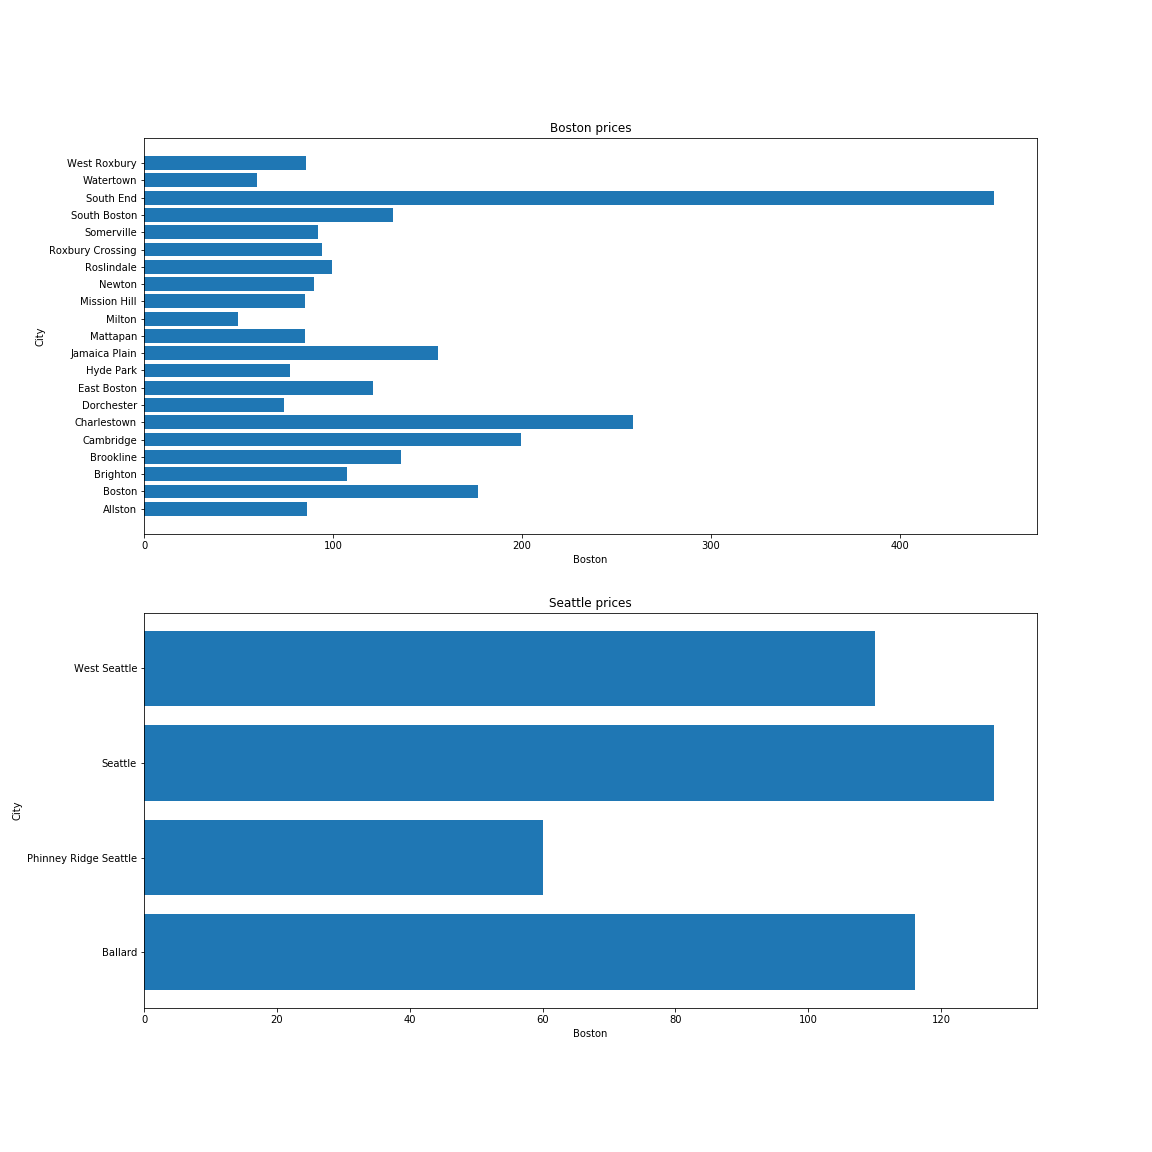 Boston prices
West Roxbury
Watertown
South End
South Boston
Somerville
Roxbury Crossing
Roslindale
Newton
Mission Hill
Milton
Mattapan
Jamaica Plain
Hyde Park
East Boston
Dorchester
Charlestown
Cambridge
Brookline
Brighton
Boston
Allston
City
0 100 200 300 400
Boston
Seattle prices
West Seattle
Seattle
Phinney Ridge Seattle
Ballard
City
0 20 40 60 80 100 120
Boston